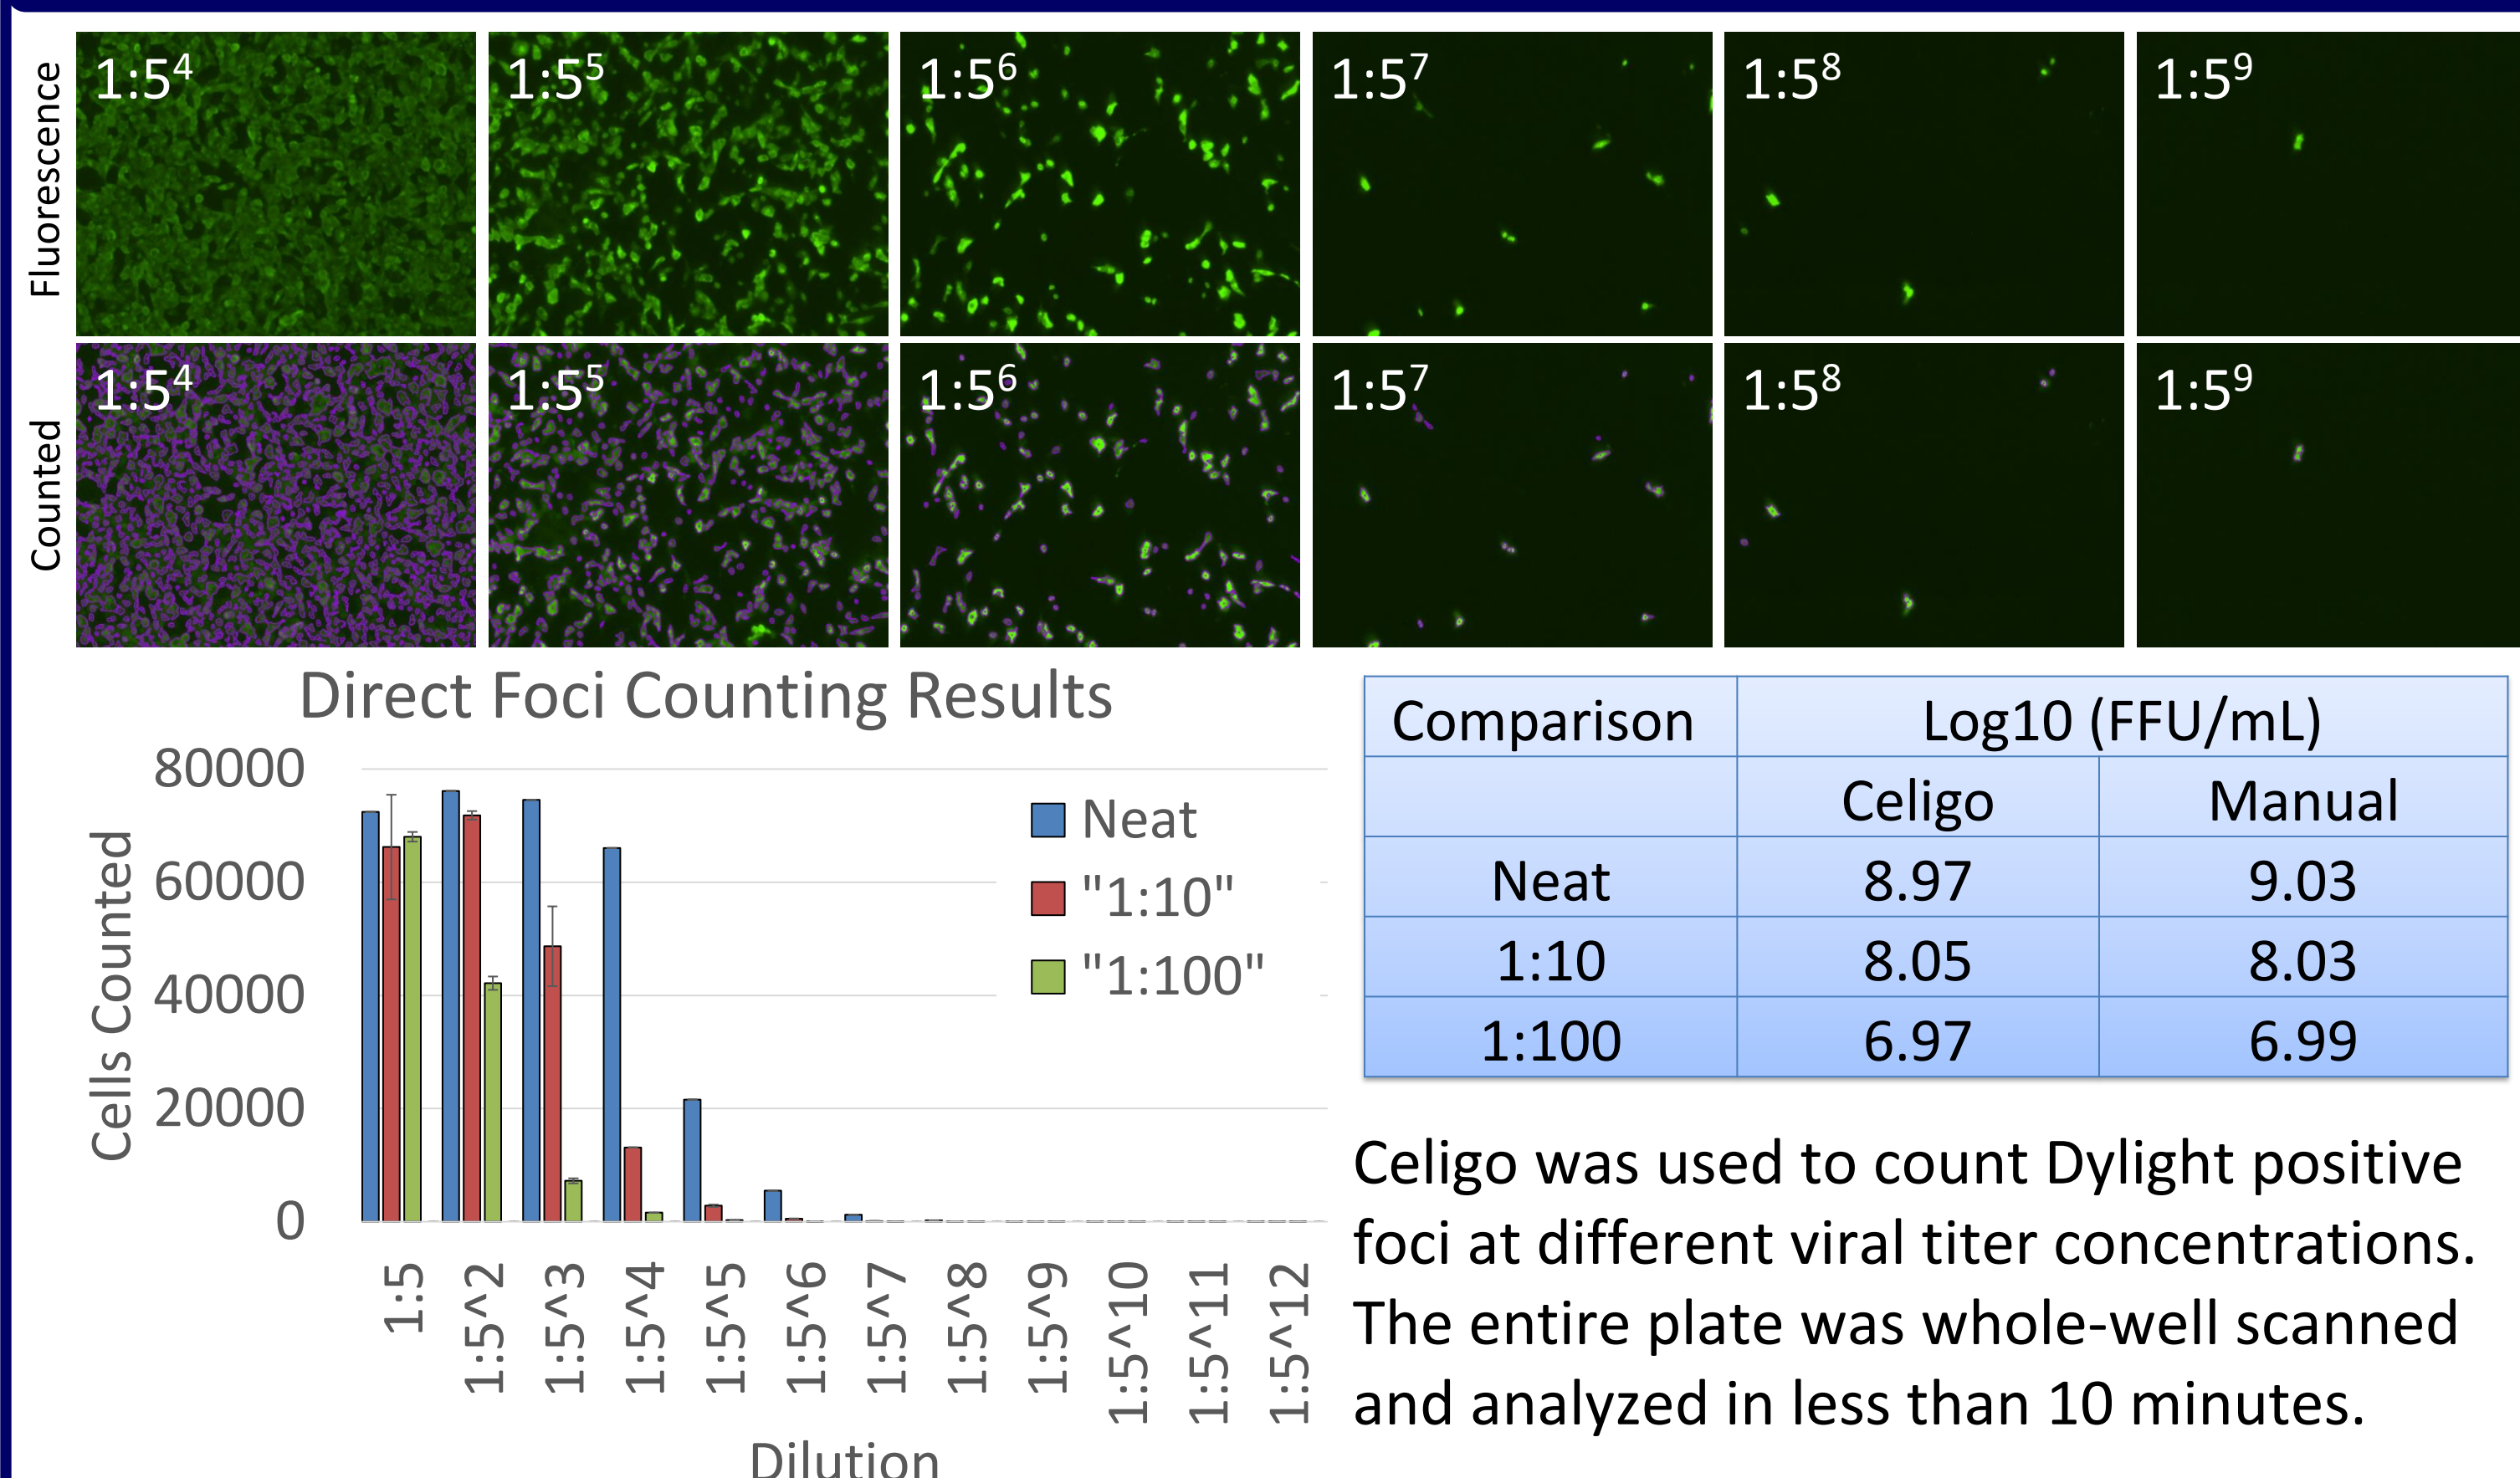 Fluorescence
1:5⁴
1:5⁵
1:5⁶
1:5⁷
1:5⁸
1:5⁹
Counted
1:5⁴
1:5⁵
1:5⁶
1:5⁷
1:5⁸
1:5⁹
Direct Foci Counting Results
Cells Counted
80000
60000
40000
20000
0
Neat
"1:10"
"1:100"
1:5
1:5^2
1:5^3
1:5^4
1:5^5
1:5^6
1:5^7
1:5^8
1:5^9
1:5^10
1:5^11
1:5^12
Dilution
Comparison Log10 (FFU/mL)
Celigo Manual
Neat 8.97 9.03
1:10 8.05 8.03
1:100 6.97 6.99
Celigo was used to count Dylight positive
foci at different viral titer concentrations.
The entire plate was whole-well scanned
and analyzed in less than 10 minutes.